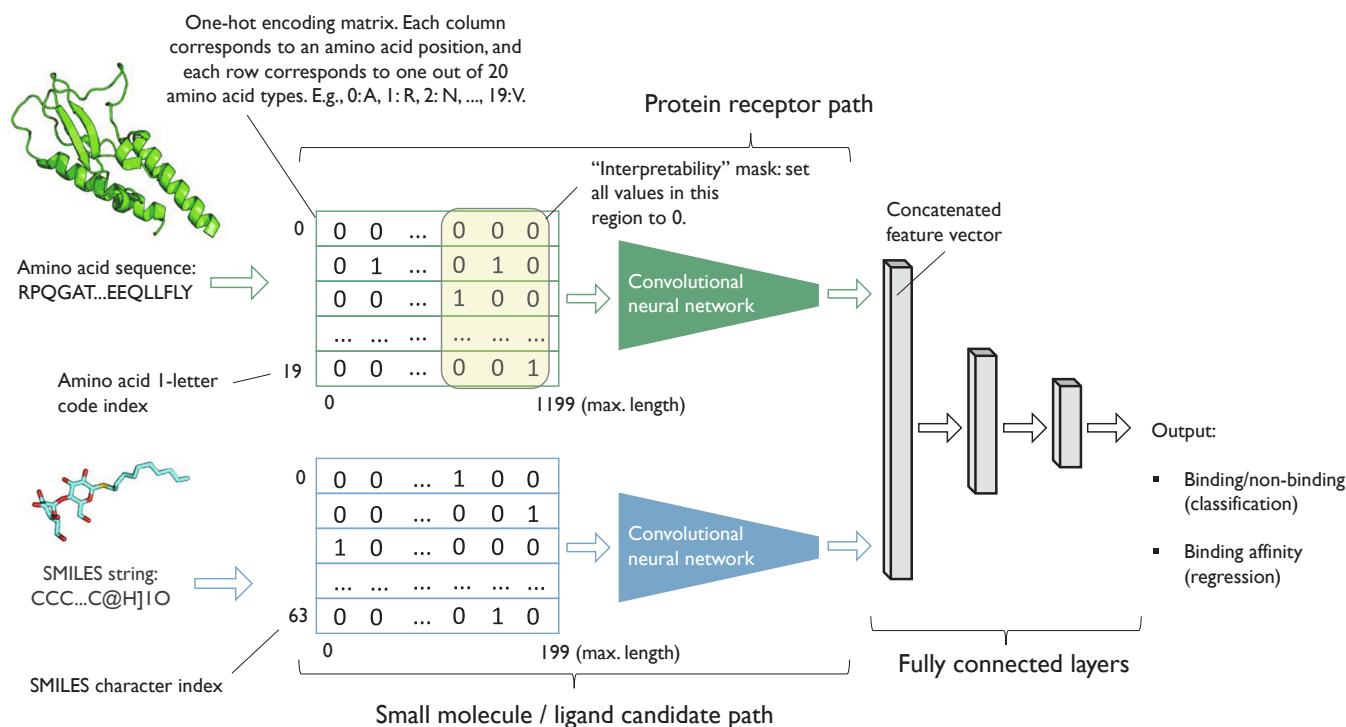 One-hot encoding matrix. Each column
corresponds to an amino acid position, and
each row corresponds to one out of 20
amino acid types. E.g., 0: A, 1: R, 2: N, ..., 19:V.
Protein receptor path
“Interpretability” mask: set
all values in this
region to 0.
Amino acid sequence:
RPQGAT...EEQLLFLY
0
0 0 ... 0 0 0
0 1 ... 0 1 0
0 0 ... 1 0 0
... ... ... ... ... ...
19
0 0 ... 0 0 1
0
1199 (max. length)
Amino acid 1-letter
code index
Convolutional
neural network
Concatenated
feature vector
SMILES string:
CCC...C@H]1O
0
0 0 ... 1 0 0
0 0 ... 0 0 1
1 0 ... 0 0 0
... ... ... ... ... ...
63
0 0 ... 0 1 0
0
199 (max. length)
SMILES character index
Convolutional
neural network
Small molecule / ligand candidate path
Fully connected layers
Output:
▪ Binding/non-binding
(classification)
▪ Binding affinity
(regression)